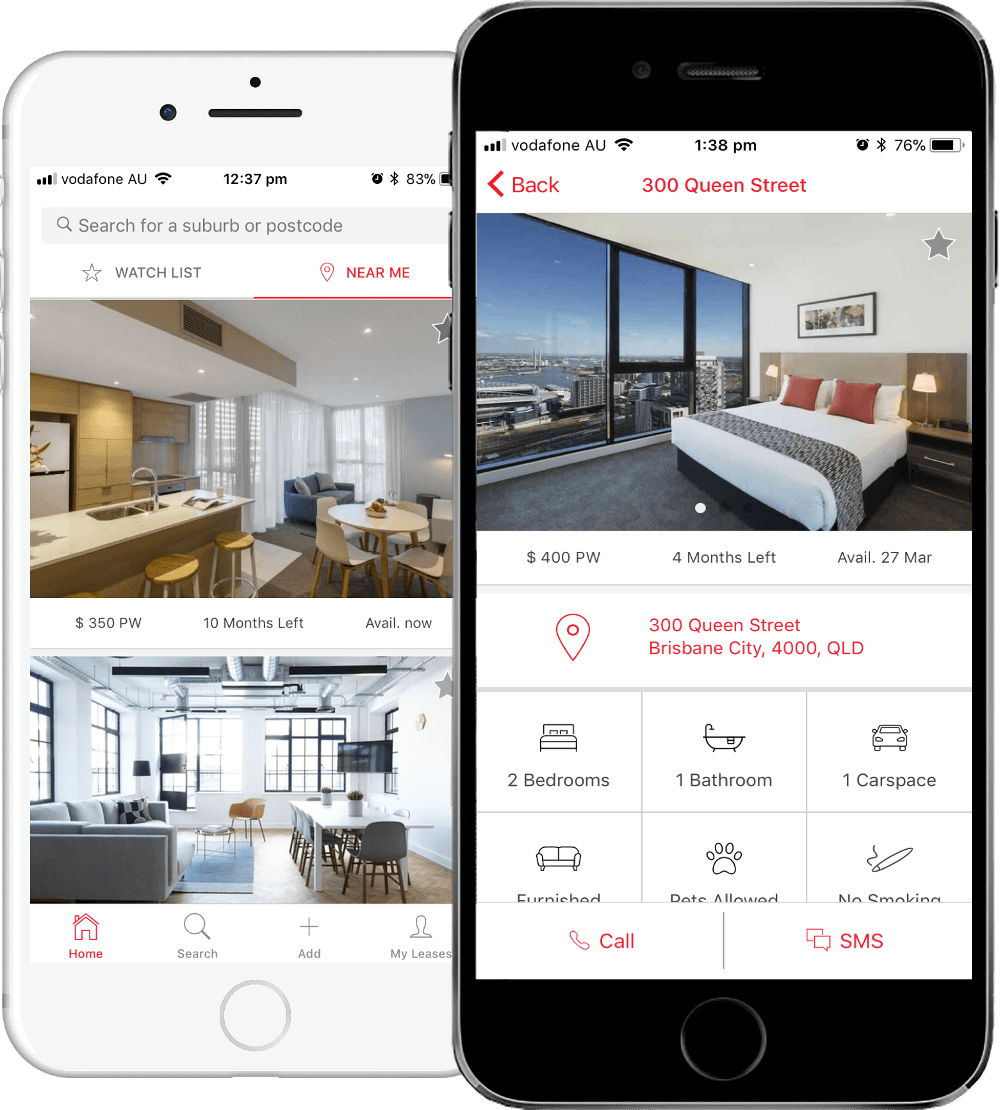 vodafone AU
12:37 pm
83%
Search for a suburb or postcode
WATCH LIST
NEAR ME
$ 350 PW
10 Months Left
Avail. now
Home
Search
Add
My Leases
vodafone AU
1:38 pm
76%
Back
300 Queen Street
$ 400 PW
4 Months Left
Avail. 27 Mar
300 Queen Street
Brisbane City, 4000, QLD
2 Bedrooms
1 Bathroom
1 Carspace
Furnished
Pets Allowed
No Smoking
Call
SMS